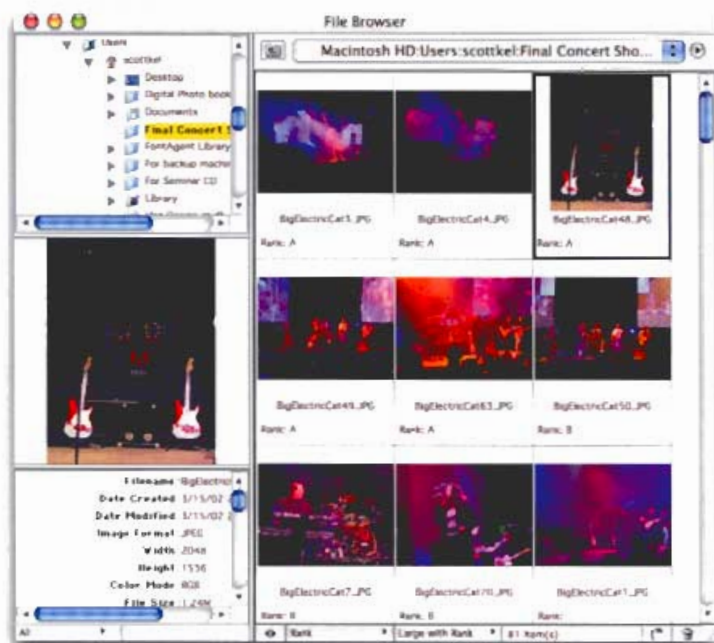 File Browser
Users
scottkel
Desktop
Digital Photo book
Documents
Final Concert S
FontAgent Library
For backup machin
For Seminar CD
Library
Macintosh HD:Users:scottkel:Final Concert Sho...
BigElectricCat3.JPG
Rank: A
BigElectricCat4.JPG
Rank: A
BigElectricCat48.JPG
Rank: A
BigElectricCat49.JPG
Rank: A
BigElectricCat63.JPG
Rank: A
BigElectricCat50.JPG
Rank: B
BigElectricCat7.JPG
Rank: B
BigElectricCat70.JPG
Rank: B
BigElectricCat1.JPG
Rank:
Filename BigElectric
Date Created 3/15/02
Date Modified 3/15/02
Image Format JPEG
Width 2048
Height 1536
Color Mode RGB
File Size 1.24M
All
Rank
Large with Rank
81 Item(s)